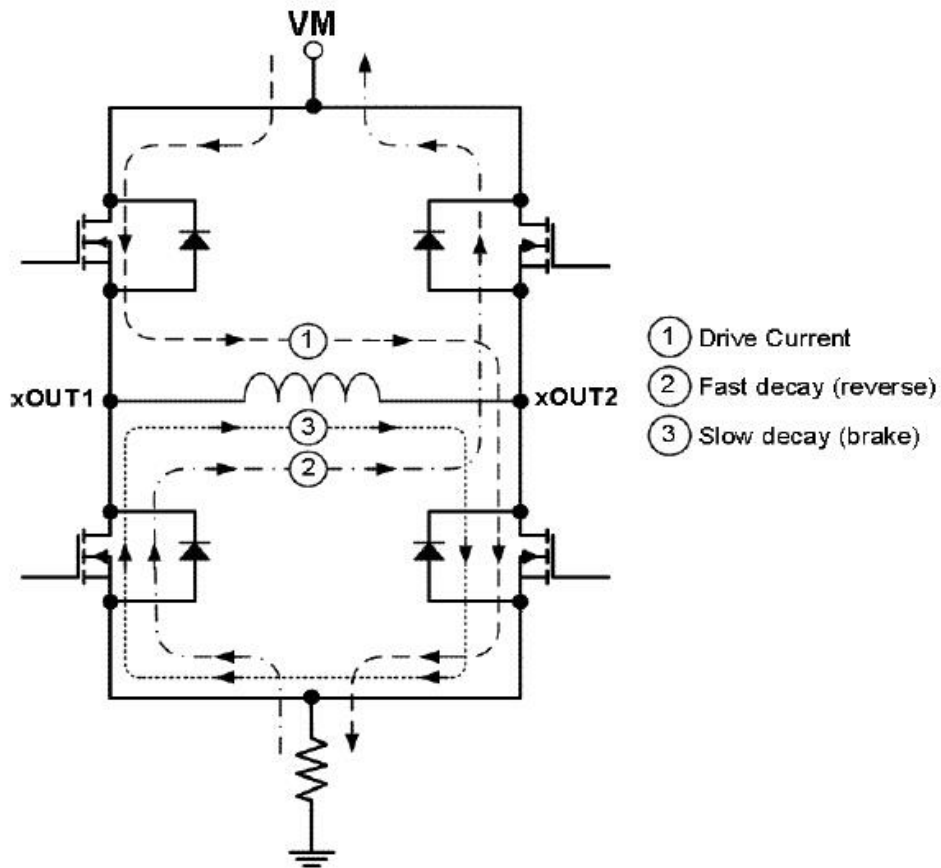 VM
1
xOUT1
xOUT2
3
2
1 Drive Current
2 Fast decay (reverse)
3 Slow decay (brake)